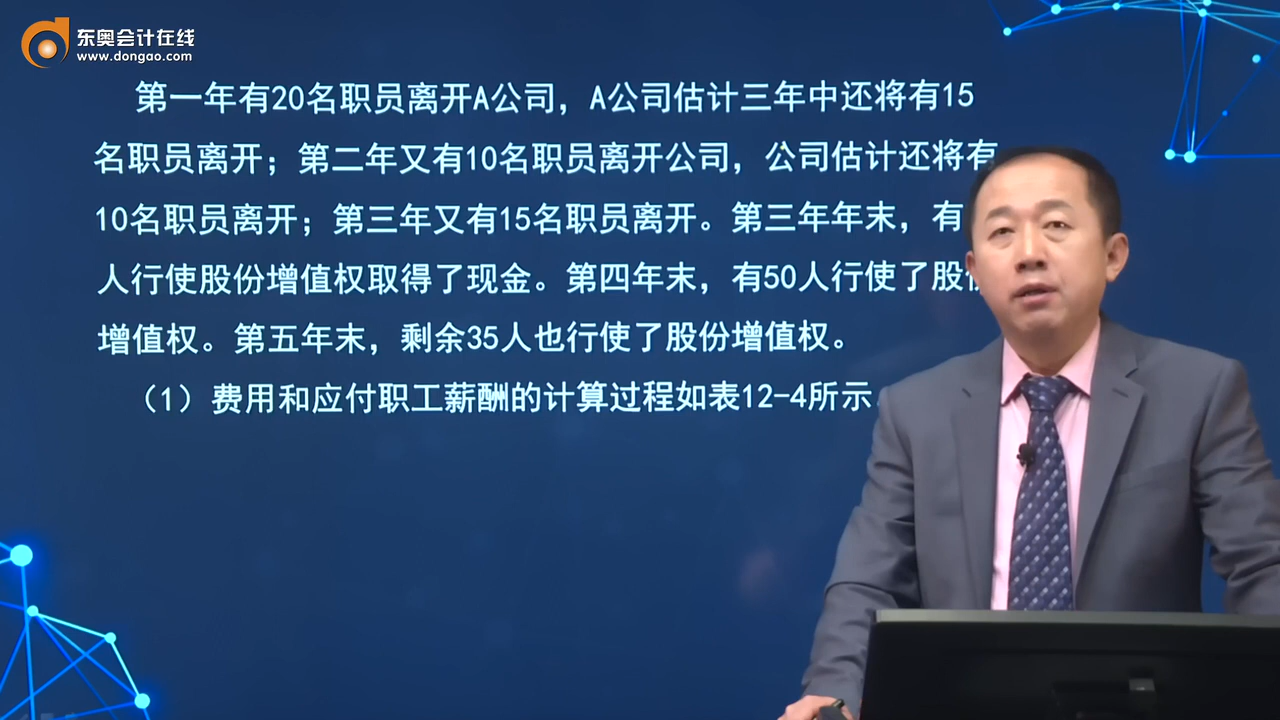 东奥会计在线
www.dongao.com
第一年有20名职员离开A公司，A公司估计三年中还将有15
名职员离开；第二年又有10名职员离开公司，公司估计还将有
10名职员离开；第三年又有15名职员离开。第三年年末，有
人行使股份增值权取得了现金。第四年末，有50人行使了股份
增值权。第五年末，剩余35人也行使了股份增值权。
（1）费用和应付职工薪酬的计算过程如表12-4所示